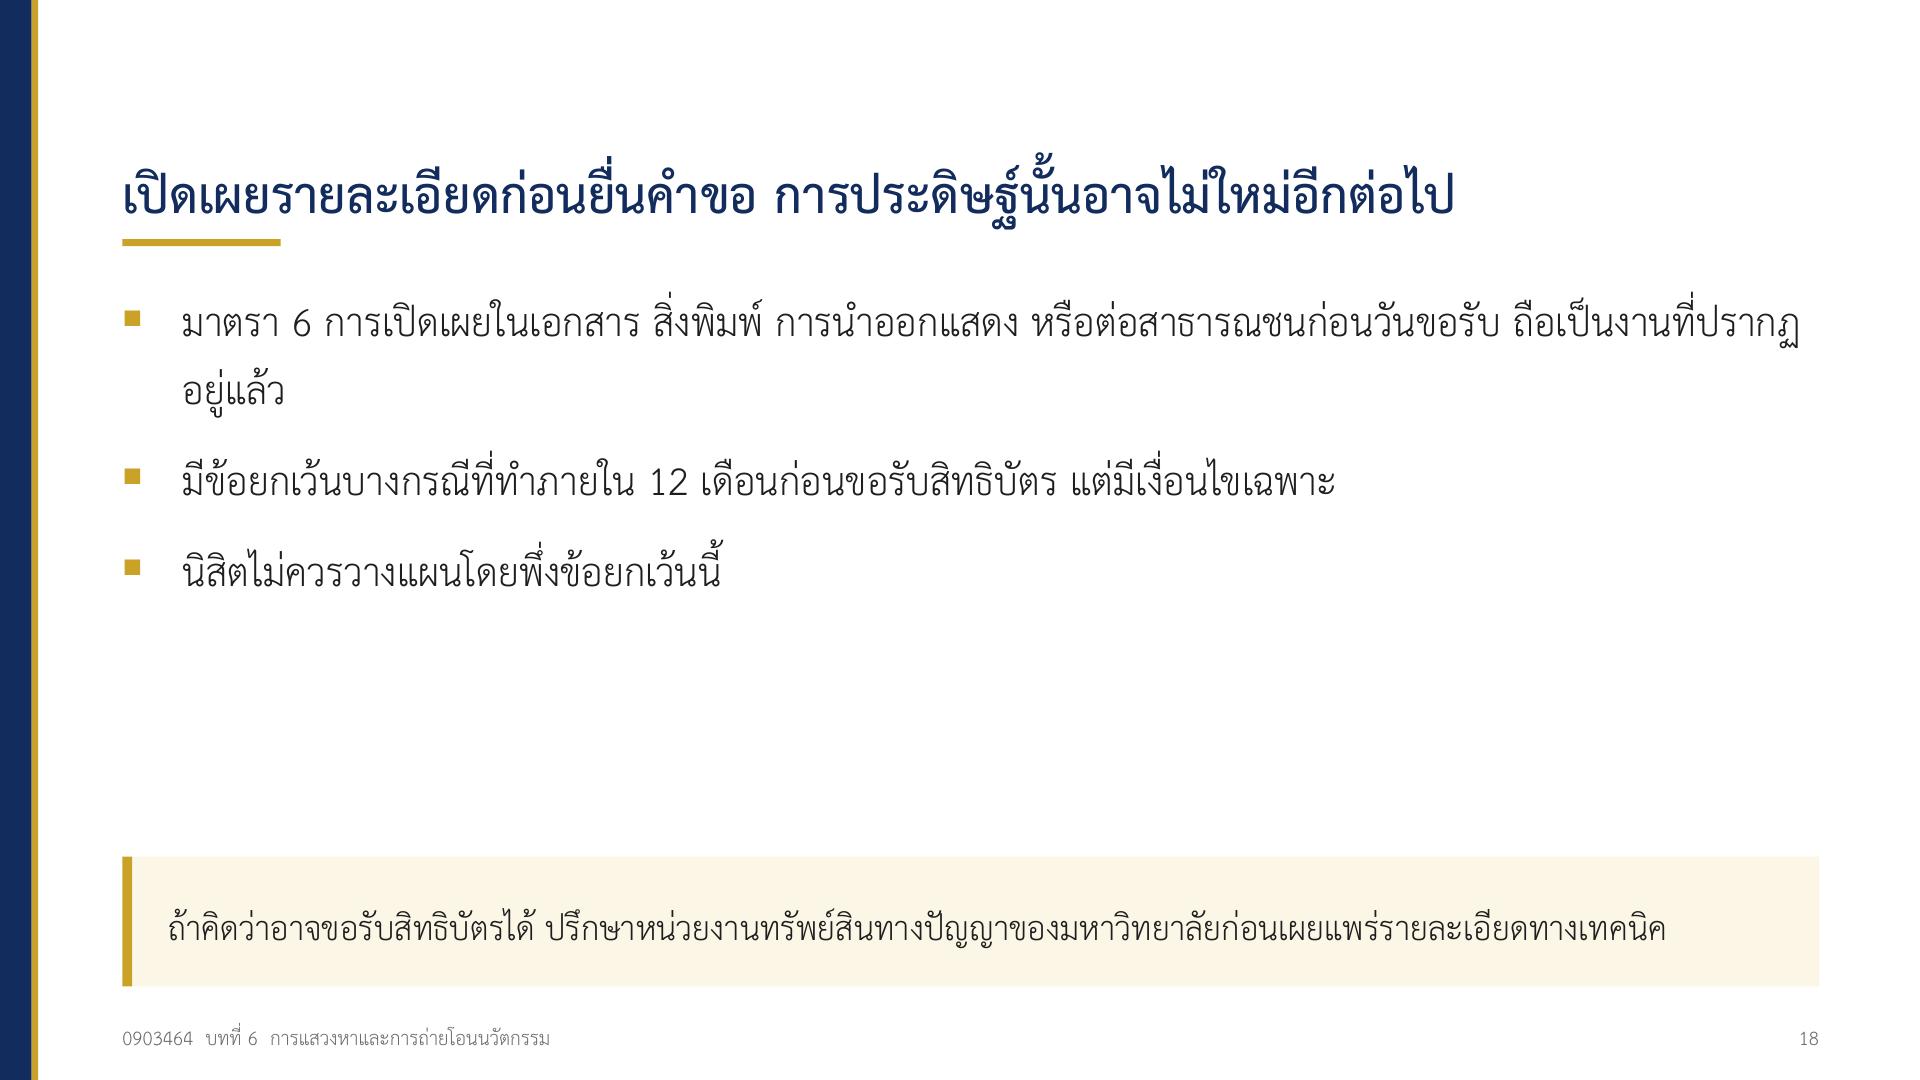 เปิดเผยรายละเอียดก่อนยื่นคำขอ การประดิษฐ์นั้นอาจไม่ใหม่อีกต่อไป
มาตรา 6 การเปิดเผยในเอกสาร สิ่งพิมพ์ การนำออกแสดง หรือต่อสาธารณชนก่อนวันขอรับ ถือเป็นงานที่ปรากฏ
อยู่แล้ว
มีข้อยกเว้นบางกรณีที่ทำภายใน 12 เดือนก่อนขอรับสิทธิบัตร แต่มีเงื่อนไขเฉพาะ
นิสิตไม่ควรวางแผนโดยพึ่งข้อยกเว้นนี้
ถ้าคิดว่าอาจขอรับสิทธิบัตรได้ ปรึกษาหน่วยงานทรัพย์สินทางปัญญาของมหาวิทยาลัยก่อนเผยแพร่รายละเอียดทางเทคนิค
0903464 บทที่ 6 การแสวงหาและการถ่ายโอนนวัตกรรม
18